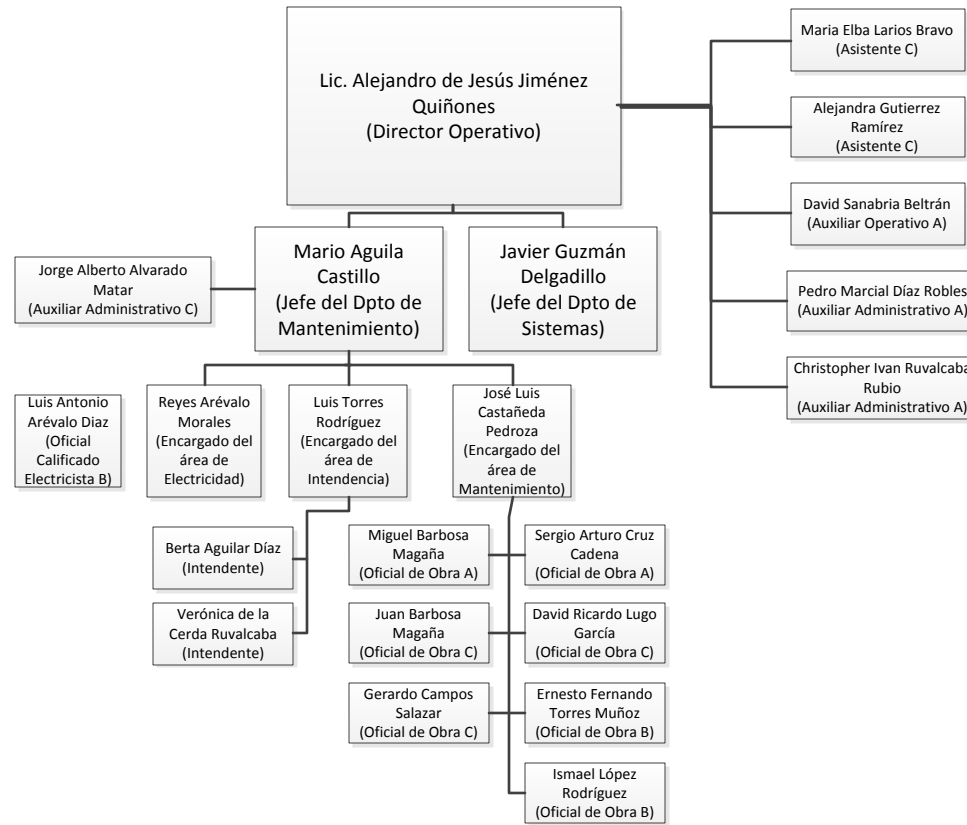 Lic. Alejandro de Jesús Jiménez
Quiñones
(Director Operativo)
Maria Elba Larios Bravo
(Asistente C)
Alejandra Gutierrez
Ramírez
(Asistente C)
David Sanabria Beltrán
(Auxiliar Operativo A)
Pedro Marcial Díaz Robles
(Auxiliar Administrativo A)
Christopher Ivan Ruvalcaba
Rubio
(Auxiliar Administrativo A)
Mario Aguila
Castillo
(Jefe del Dpto de
Mantenimiento)
Javier Guzmán
Delgadillo
(Jefe del Dpto de
Sistemas)
Jorge Alberto Alvarado
Matar
(Auxiliar Administrativo C)
Luis Antonio
Arévalo Diaz
(Oficial
Calificado
Electricista B)
Reyes Arévalo
Morales
(Encargado del
área de
Electricidad)
Luis Torres
Rodríguez
(Encargado del
área de
Intendencia)
José Luis
Castañeda
Pedroza
(Encargado del
área de
Mantenimiento)
Berta Aguilar Díaz
(Intendente)
Verónica de la
Cerda Ruvalcaba
(Intendente)
Miguel Barbosa
Magaña
(Oficial de Obra A)
Sergio Arturo Cruz
Cadena
(Oficial de Obra A)
Juan Barbosa
Magaña
(Oficial de Obra C)
David Ricardo Lugo
García
(Oficial de Obra C)
Gerardo Campos
Salazar
(Oficial de Obra C)
Ernesto Fernando
Torres Muñoz
(Oficial de Obra B)
Ismael López
Rodríguez
(Oficial de Obra B)